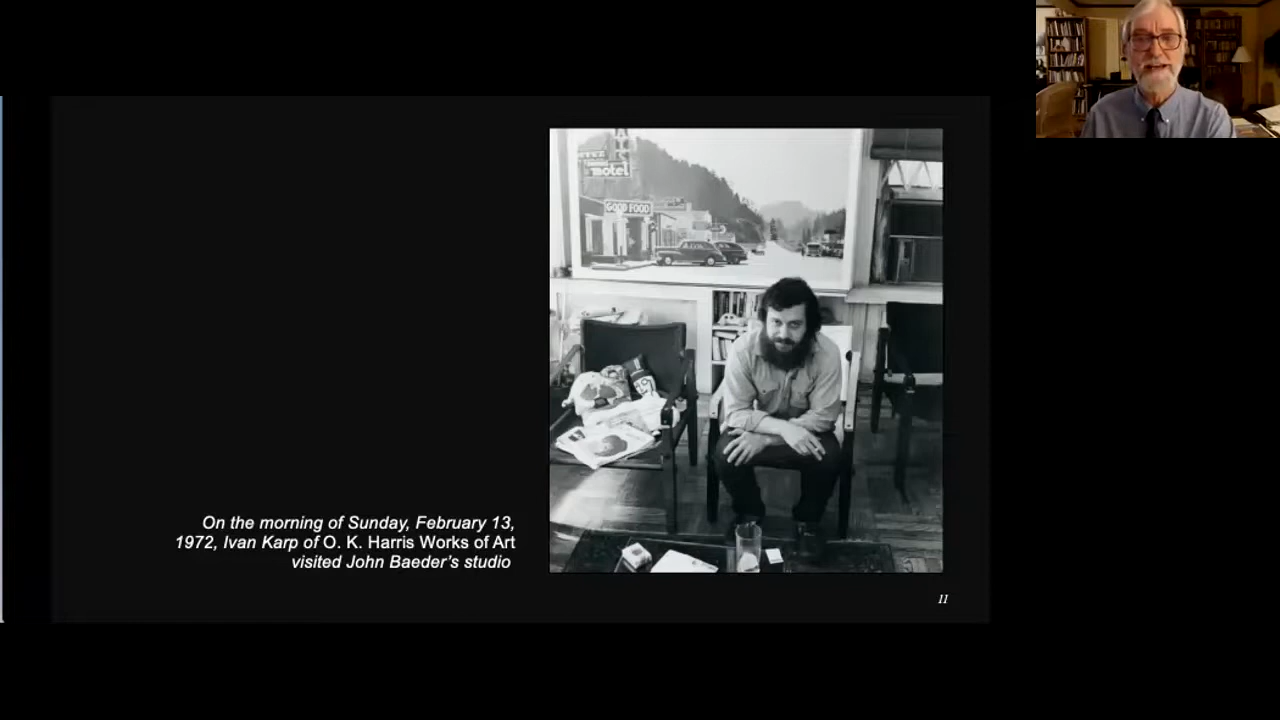 motel
GOOD FOOD
On the morning of Sunday, February 13,
1972, Ivan Karp of O. K. Harris Works of Art
visited John Baeder's studio
11